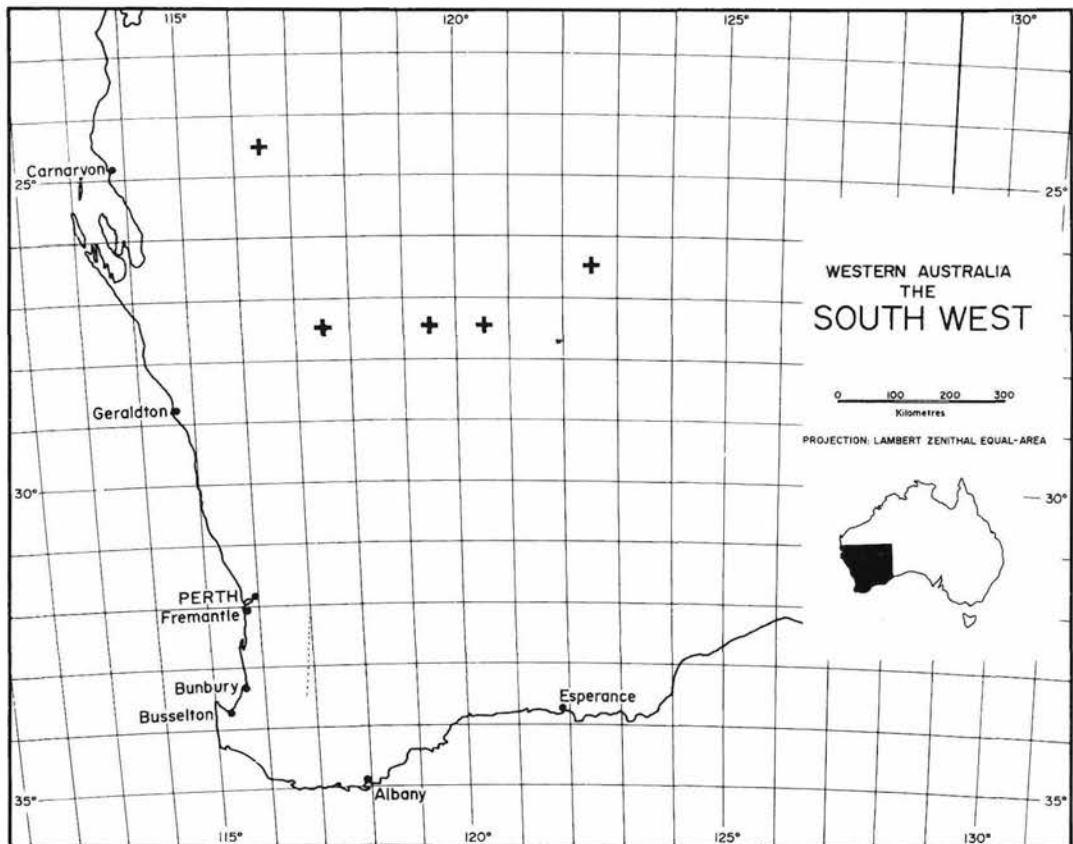 115° 120° 125° 130°
Carnarvon
25° 25°
WESTERN AUSTRALIA
THE
SOUTH WEST
0 100 200 300
Kilometres
Geraldton
PROJECTION: LAMBERT ZENITHAL EQUAL-AREA
30° 30°
PERTH
Fremantle
Bunbury
Esperance
Busselton
Albany
35° 35°
115° 120° 125° 130°